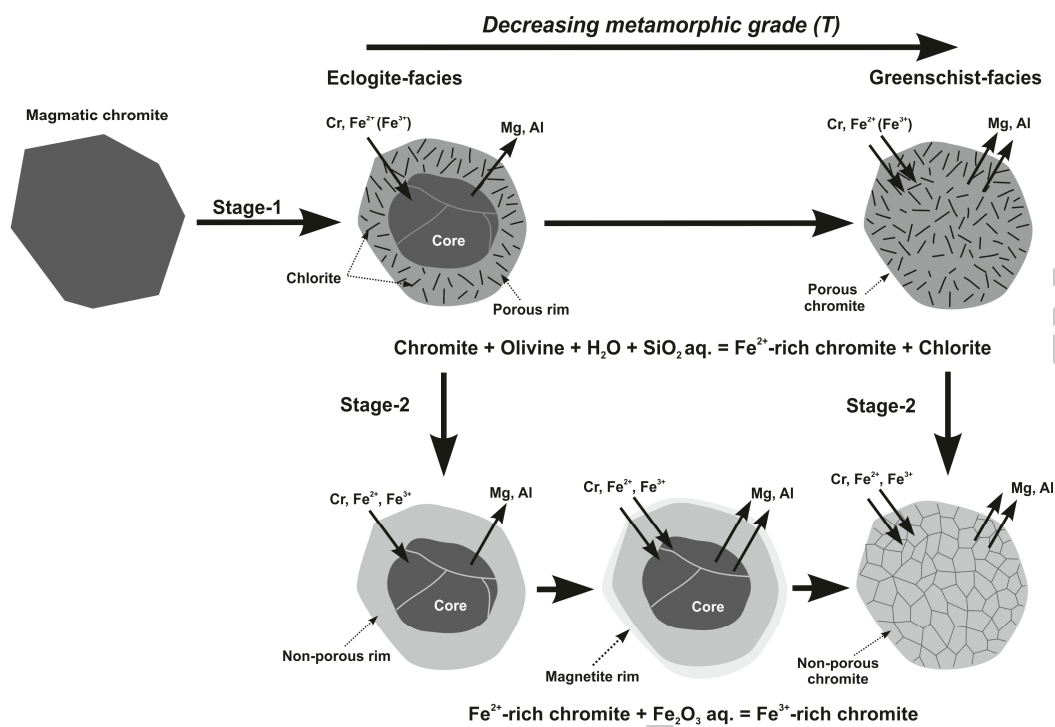 Decreasing metamorphic grade (T)
Eclogite-facies
Greenschist-facies
Magmatic chromite
Cr, Fe²⁺(Fe³⁺)
Mg, Al
Cr, Fe²⁺(Fe³⁺)
Mg, Al
Stage-1
Core
Chlorite
Porous rim
Porous
chromite
Chromite + Olivine + H₂O + SiO₂ aq. = Fe²⁺-rich chromite + Chlorite
Stage-2
Stage-2
Cr, Fe²⁺, Fe³⁺
Mg, Al
Cr, Fe²⁺, Fe³⁺
Mg, Al
Cr, Fe²⁺, Fe³⁺
Mg, Al
Core
Core
Non-porous rim
Magnetite rim
Non-porous
chromite
Fe²⁺-rich chromite + Fe₂O₃ aq. = Fe³⁺-rich chromite